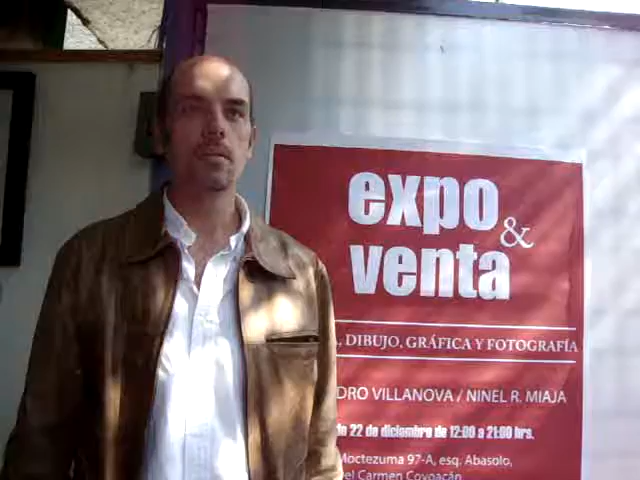 expo
&
venta
, DIBUJO, GRÁFICA Y FOTOGRAFÍA
DRO VILLANOVA / NINEL R. MIAJA
22 de diciembre de 12:00 a 21:00 hrs.
Moctezuma 97-A, esq. Abasolo,
el Carmen Coyoacán